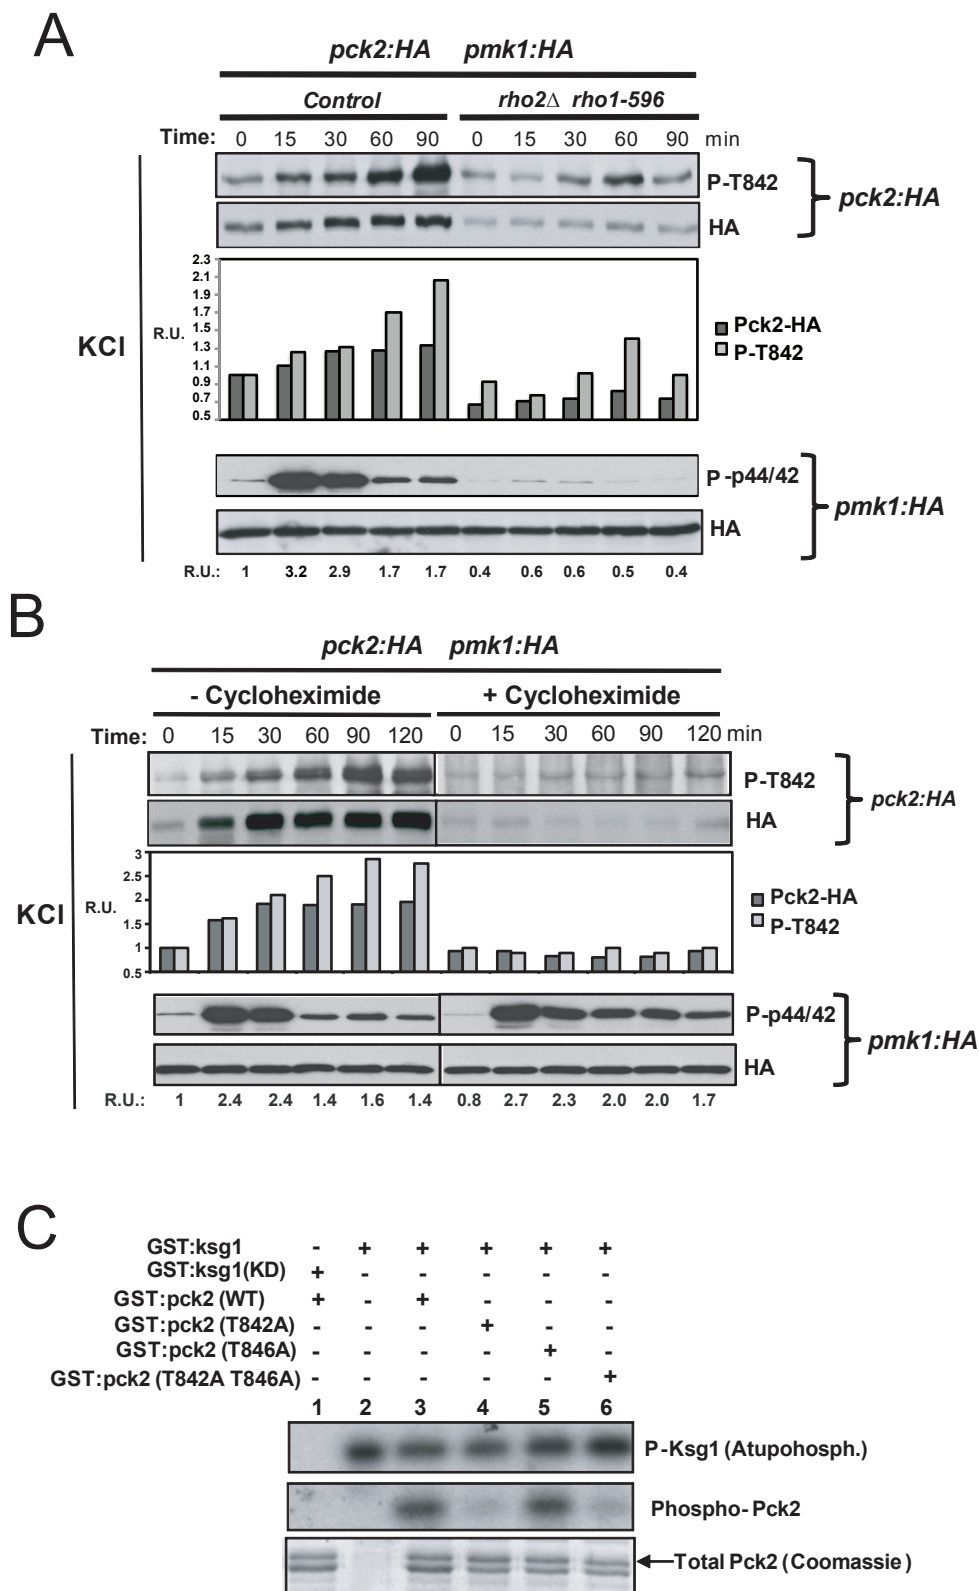 A
pck2:HA pmk1:HA
Control rho2Δ rho1-596
Time: 0 15 30 60 90 0 15 30 60 90 min
P-T842
pck2:HA
HA
2.3
2.1
1.9
1.7
1.5
1.3
1.1
0.9
0.7
0.5
R.U.
KCl
Pck2-HA
P-T842
P-p44/42
pmk1:HA
HA
R.U.: 1 3.2 2.9 1.7 1.7 0.4 0.6 0.6 0.5 0.4
B
pck2:HA pmk1:HA
- Cycloheximide + Cycloheximide
Time: 0 15 30 60 90 120 0 15 30 60 90 120 min
P-T842
pck2:HA
HA
3
2.5
2
1.5
1
0.5
R.U.
KCl
Pck2-HA
P-T842
P-p44/42
pmk1:HA
HA
R.U.: 1 2.4 2.4 1.4 1.6 1.4 0.8 2.7 2.3 2.0 2.0 1.7
C
GST:ksg1 - + + + + +
GST:ksg1(KD) + - - - - -
GST:pck2 (WT) + - + - - -
GST:pck2 (T842A) - - - + - -
GST:pck2 (T846A) - - - - + -
GST:pck2 (T842A T846A) - - - - - +
1 2 3 4 5 6
P-Ksg1 (Atupohosph.)
Phospho-Pck2
Total Pck2 (Coomassie)